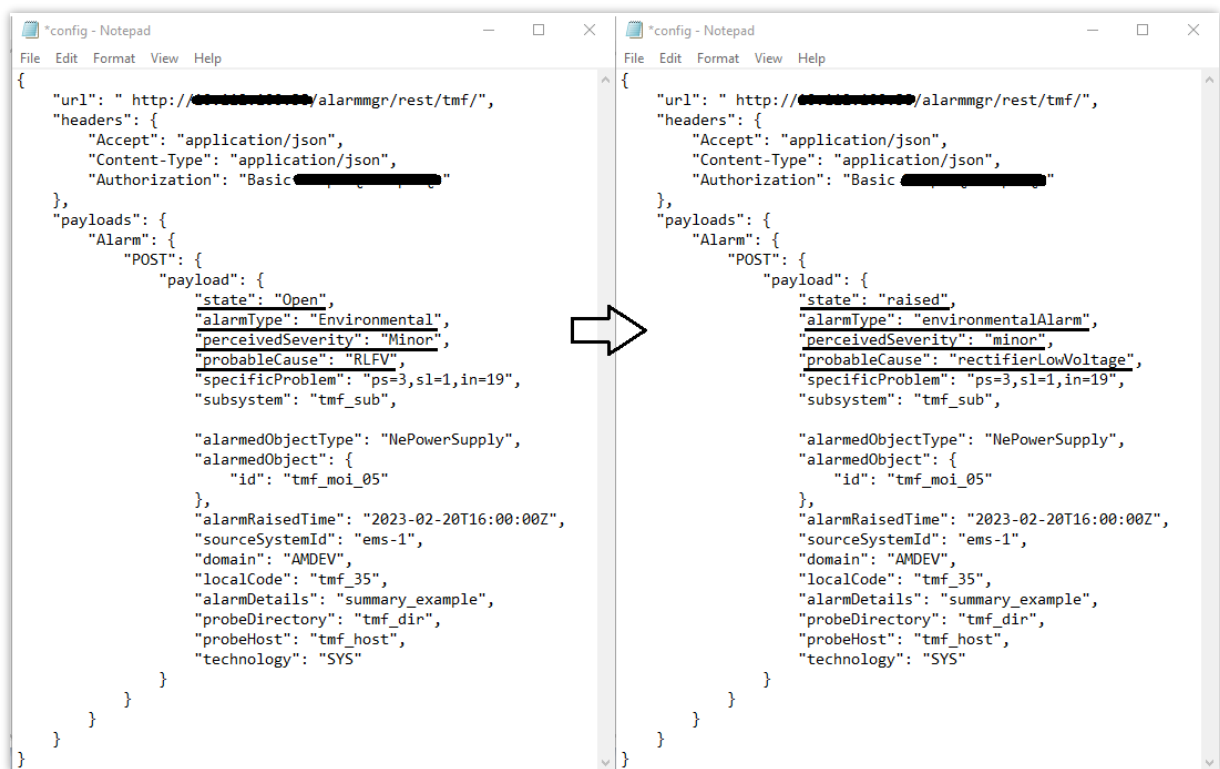 *config - Notepad
File Edit Format View Help
{
"url": " http:///alarmmgr/rest/tmf/",
"headers": {
"Accept": "application/json",
"Content-Type": "application/json",
"Authorization": "Basic "
},
"payloads": {
"Alarm": {
"POST": {
"payload": {
"state": "Open",
"alarmType": "Environmental",
"perceivedSeverity": "Minor",
"probableCause": "RLFV",
"specificProblem": "ps=3,sl=1,in=19",
"subsystem": "tmf_sub",
"alarmedObjectType": "NePowerSupply",
"alarmedObject": {
"id": "tmf_moi_05"
},
"alarmRaisedTime": "2023-02-20T16:00:00Z",
"sourceSystemId": "ems-1",
"domain": "AMDEV",
"localCode": "tmf_35",
"alarmDetails": "summary_example",
"probeDirectory": "tmf_dir",
"probeHost": "tmf_host",
"technology": "SYS"
}
}
}
}
}
*config - Notepad
File Edit Format View Help
{
"url": " http:///alarmmgr/rest/tmf/",
"headers": {
"Accept": "application/json",
"Content-Type": "application/json",
"Authorization": "Basic "
},
"payloads": {
"Alarm": {
"POST": {
"payload": {
"state": "raised",
"alarmType": "environmentalAlarm",
"perceivedSeverity": "minor",
"probableCause": "rectifierLowVoltage",
"specificProblem": "ps=3,sl=1,in=19",
"subsystem": "tmf_sub",
"alarmedObjectType": "NePowerSupply",
"alarmedObject": {
"id": "tmf_moi_05"
},
"alarmRaisedTime": "2023-02-20T16:00:00Z",
"sourceSystemId": "ems-1",
"domain": "AMDEV",
"localCode": "tmf_35",
"alarmDetails": "summary_example",
"probeDirectory": "tmf_dir",
"probeHost": "tmf_host",
"technology": "SYS"
}
}
}
}
}